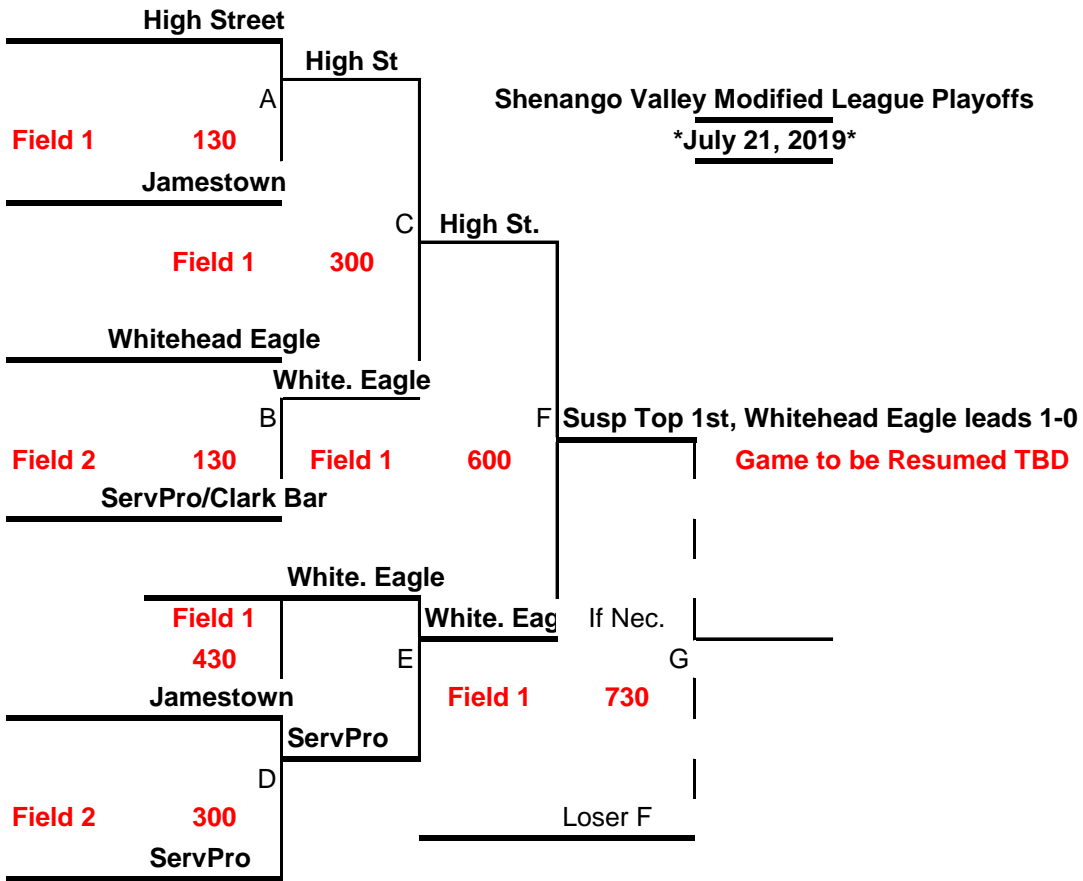 High Street
High St
A
Shenango Valley Modified League Playoffs
Field 1 130
*July 21, 2019*
Jamestown
C High St.
Field 1 300
Whitehead Eagle
White. Eagle
B F Susp Top 1st, Whitehead Eagle leads 1-0
Field 2 130 Field 1 600 Game to be Resumed TBD
ServPro/Clark Bar
White. Eagle
Field 1 White. Eag If Nec.
430 E G
Jamestown Field 1 730
ServPro
D
Field 2 300 Loser F
ServPro